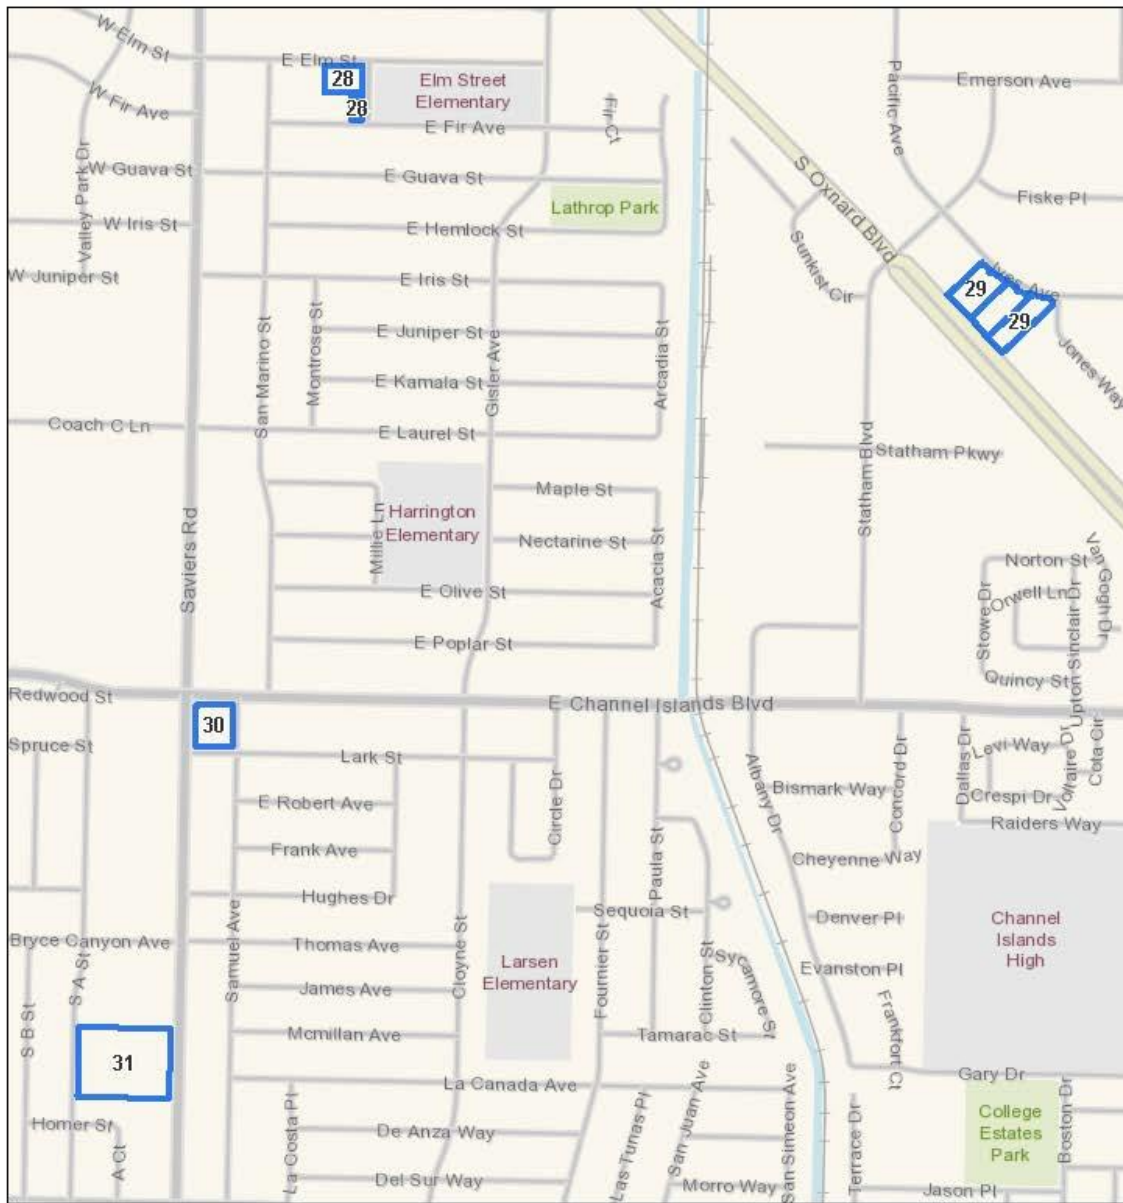 W Elm St
E Elm St
28
28
Elm Street
Elementary
Pacific Ave
Emerson Ave
W Fir Ave
E Fir Ave
Fir Ct
Valley Park Dr
W Guava St
E Guava St
S Oxnard Blvd
Fiske Pl
W Iris St
Lathrop Park
E Hemlock St
Sunkist Cir
W Juniper St
E Iris St
Ives Ave
29
29
San Marino St
Montrose St
E Juniper St
Gisler Ave
Arcadia St
Jones Way
E Kamala St
Coach C Ln
E Laurel St
Statham Blvd
Statham Pkwy
Saviers Rd
Millie Ln
Harrington
Elementary
Maple St
Nectarine St
Acacia St
Norton St
Van Gogh Dr
Stowe Dr
Orwell Ln
Upton Sinclair Dr
E Olive St
E Poplar St
Quincy St
Redwood St
E Channel Islands Blvd
30
Spruce St
Lark St
Circle Dr
Albany Dr
Concord Dr
Dallas Dr
Levi Way
Voltaire Dr
Cota Cir
Bismark Way
Crespi Dr
E Robert Ave
Raiders Way
Frank Ave
Paula St
Cheyenne Way
Hughes Dr
Sequoia St
Denver Pl
Channel
Islands
High
Bryce Canyon Ave
Samuel Ave
Thomas Ave
Cloyne St
Larsen
Elementary
Fournier St
Clinton St
Sycamore St
Evanston Pl
S A St
S B St
James Ave
Frankfort Ct
31
Mcmillan Ave
Tamarac St
La Canada Ave
San Juan Ave
San Simeon Ave
Gary Dr
Homer St
A Ct
La Costa Pl
De Anza Way
Las Tunas Pl
Terrace Dr
College
Estates
Park
Boston Dr
Del Sur Way
Morro Way
Jason Pl